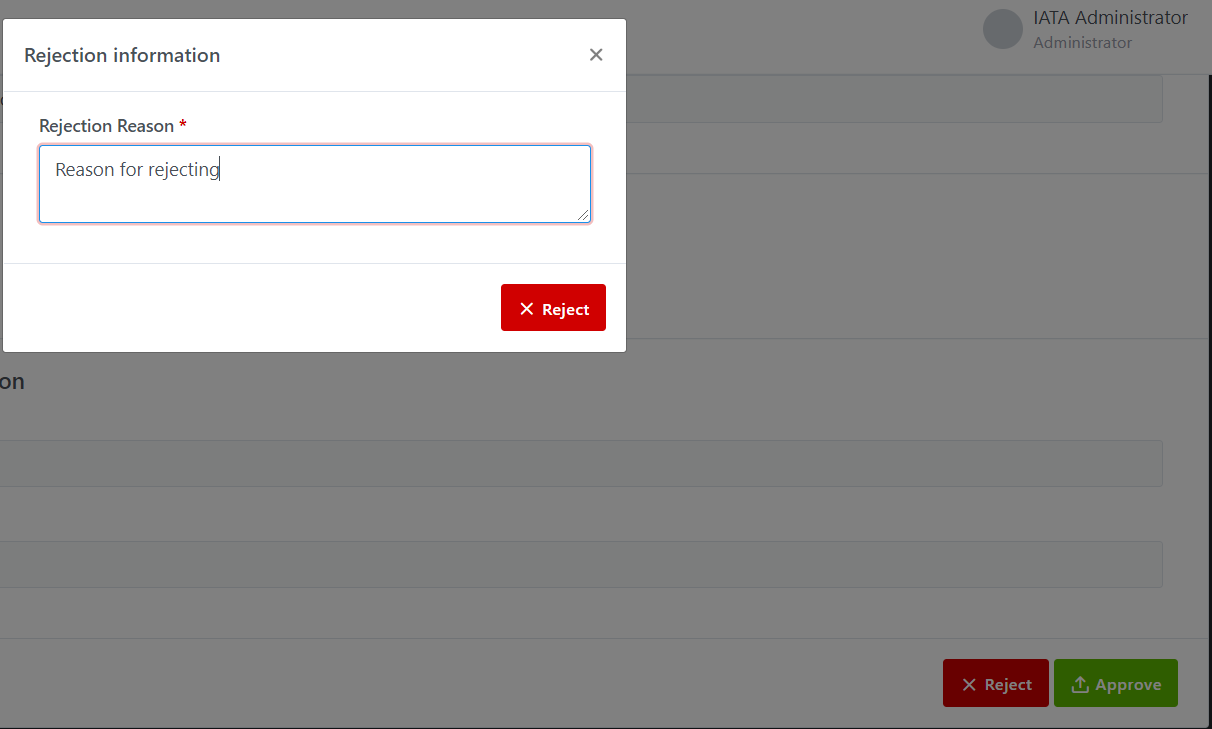 IATA Administrator
Administrator
Rejection information
Rejection Reason *
Reason for rejecting
Reject
on
Reject
Approve